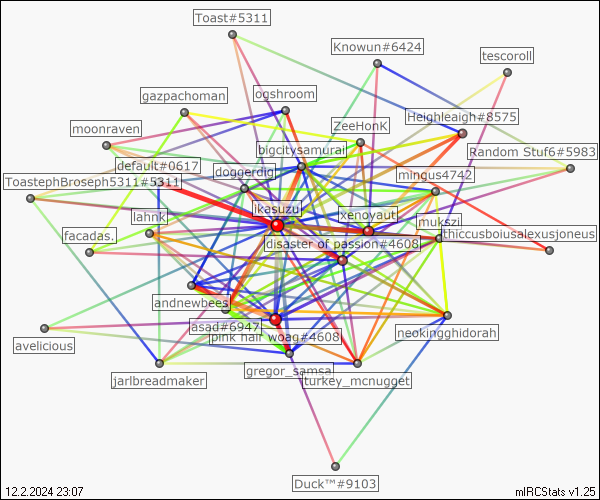 Toast#5311
Knowun#6424
tescoroll
gazpachoman
ogshroom
Heighleaigh#8575
moonraven
ZeeHonK
bigcitysamurai
Random Stuf6#5983
default#0617
doggerdig
mingus4742
ToastephBroseph5311#5311
ikasuzu
xenoyaut
lahnk
mukszi
facadas.
disaster of passion#4608
thiccusboiusalexusjoneus
andnewbees
asad#6947
pink hair woag#4608
neokingghidorah
avelicious
gregor_samsa
jarlbreadmaker
turkey_mcnugget
Duck™#9103
12.2.2024 23:07
mIRCStats v1.25